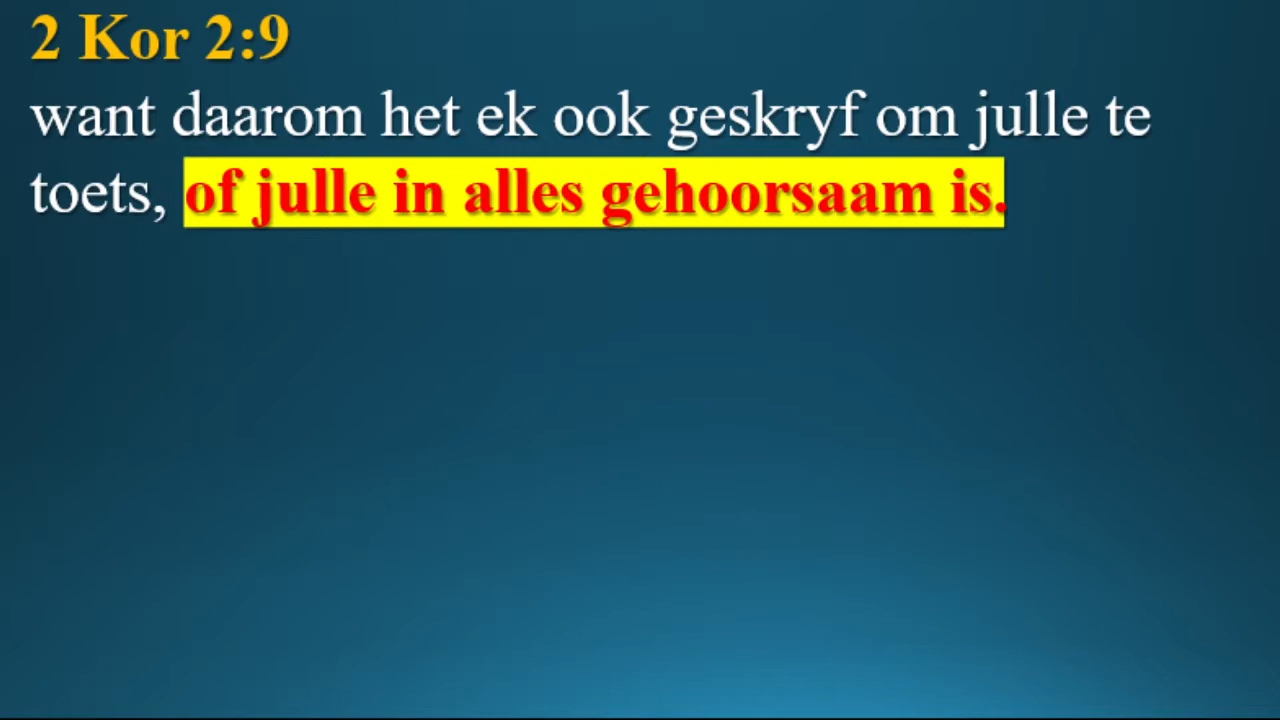 2 Kor 2:9
want daarom het ek ook geskryf om julle te
toets, of julle in alles gehoorsaam is.